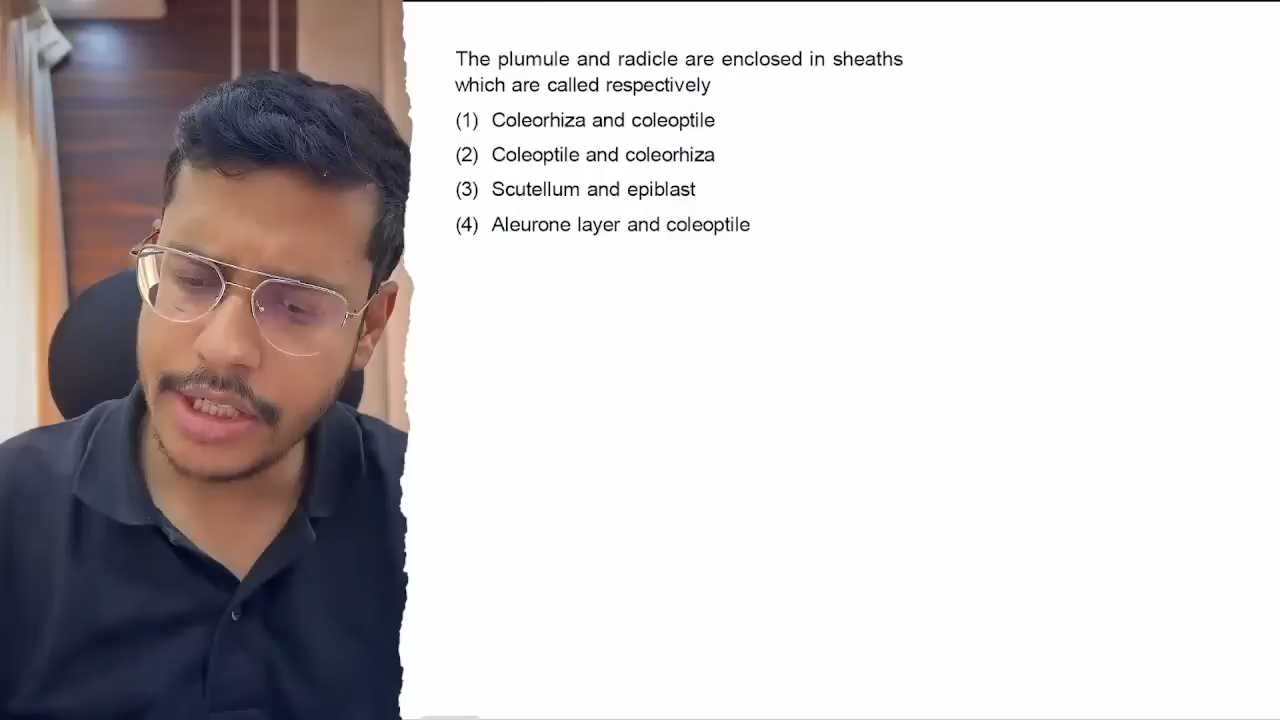 The plumule and radicle are enclosed in sheaths
which are called respectively
(1) Coleorhiza and coleoptile
(2) Coleoptile and coleorhiza
(3) Scutellum and epiblast
(4) Aleurone layer and coleoptile